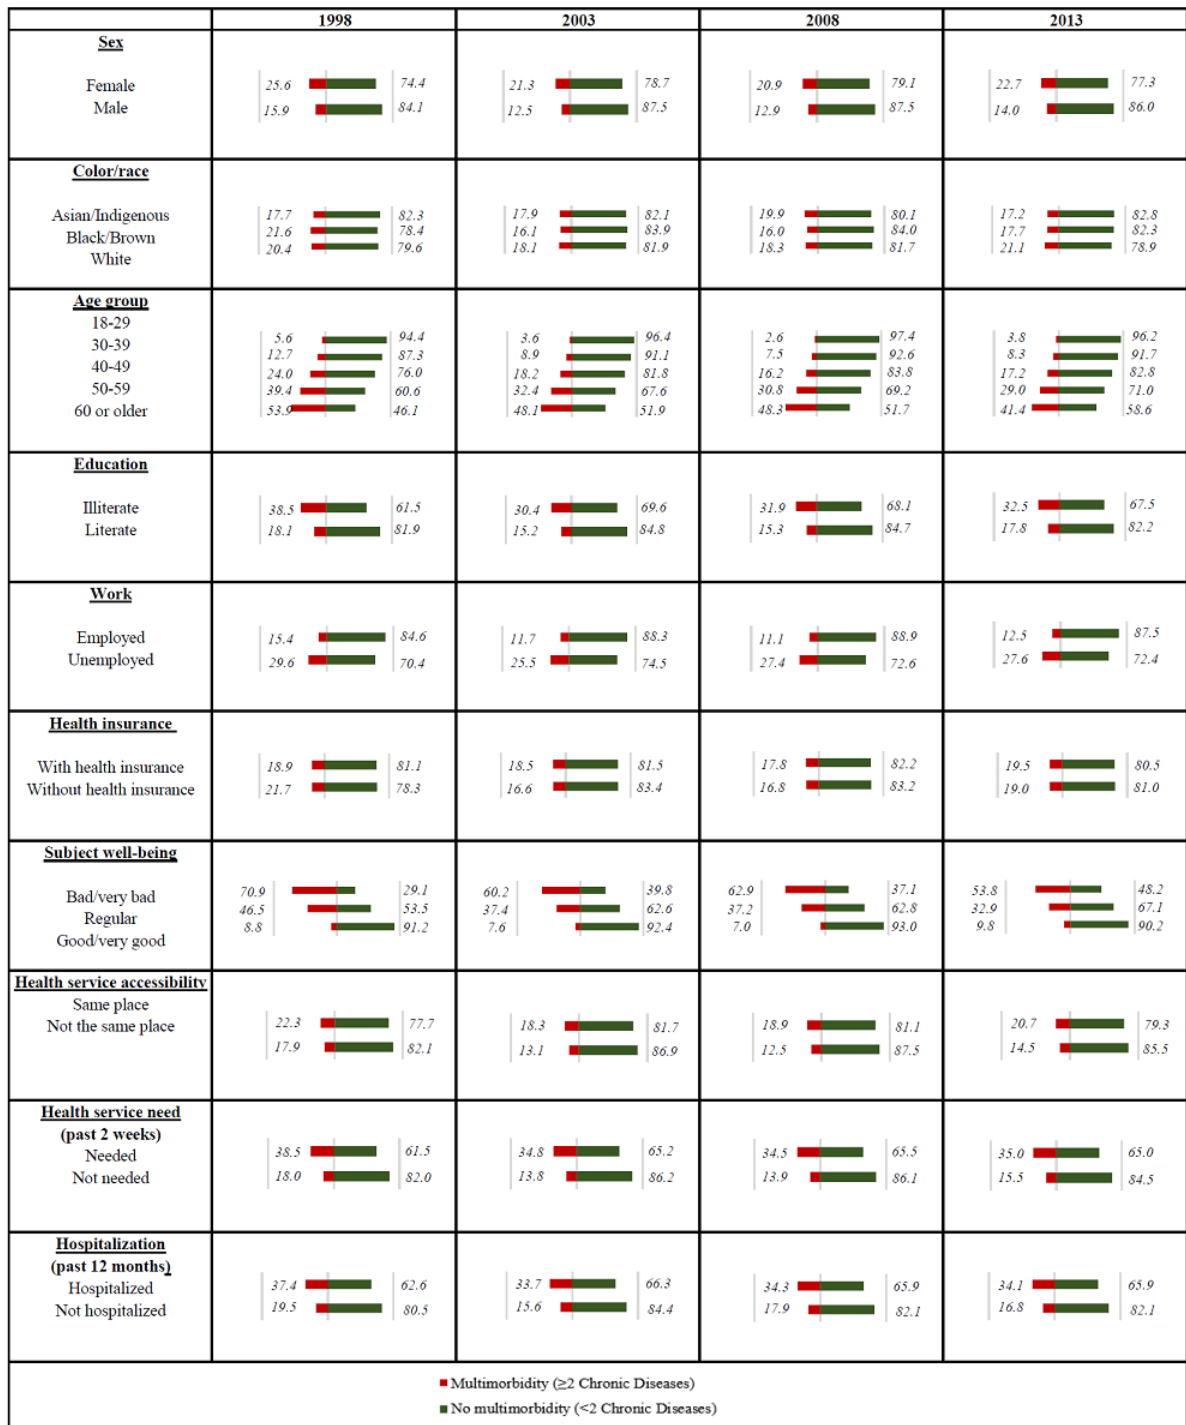 1998 2003 2008 2013
Sex
Female 25.6 74.4 21.3 78.7 20.9 79.1 22.7 77.3
Male 15.9 84.1 12.5 87.5 12.9 87.5 14.0 86.0
Color/race
Asian/Indigenous 17.7 82.3 17.9 82.1 19.9 80.1 17.2 82.8
Black/Brown 21.6 78.4 16.1 83.9 16.0 84.0 17.7 82.3
White 20.4 79.6 18.1 81.9 18.3 81.7 21.1 78.9
Age group
18-29 5.6 94.4 3.6 96.4 2.6 97.4 3.8 96.2
30-39 12.7 87.3 8.9 91.1 7.5 92.6 8.3 91.7
40-49 24.0 76.0 18.2 81.8 16.2 83.8 17.2 82.8
50-59 39.4 60.6 32.4 67.6 30.8 69.2 29.0 71.0
60 or older 53.9 46.1 48.1 51.9 48.3 51.7 41.4 58.6
Education
Illiterate 38.5 61.5 30.4 69.6 31.9 68.1 32.5 67.5
Literate 18.1 81.9 15.2 84.8 15.3 84.7 17.8 82.2
Work
Employed 15.4 84.6 11.7 88.3 11.1 88.9 12.5 87.5
Unemployed 29.6 70.4 25.5 74.5 27.4 72.6 27.6 72.4
Health insurance
With health insurance 18.9 81.1 18.5 81.5 17.8 82.2 19.5 80.5
Without health insurance 21.7 78.3 16.6 83.4 16.8 83.2 19.0 81.0
Subject well-being
Bad/very bad 70.9 29.1 60.2 39.8 62.9 37.1 53.8 48.2
Regular 46.5 53.5 37.4 62.6 37.2 62.8 32.9 67.1
Good/very good 8.8 91.2 7.6 92.4 7.0 93.0 9.8 90.2
Health service accessibility
Same place 22.3 77.7 18.3 81.7 18.9 81.1 20.7 79.3
Not the same place 17.9 82.1 13.1 86.9 12.5 87.5 14.5 85.5
Health service need
(past 2 weeks)
Needed 38.5 61.5 34.8 65.2 34.5 65.5 35.0 65.0
Not needed 18.0 82.0 13.8 86.2 13.9 86.1 15.5 84.5
Hospitalization
(past 12 months)
Hospitalized 37.4 62.6 33.7 66.3 34.3 65.9 34.1 65.9
Not hospitalized 19.5 80.5 15.6 84.4 17.9 82.1 16.8 82.1
Multimorbidity (≥2 Chronic Diseases)
No multimorbidity (<2 Chronic Diseases)